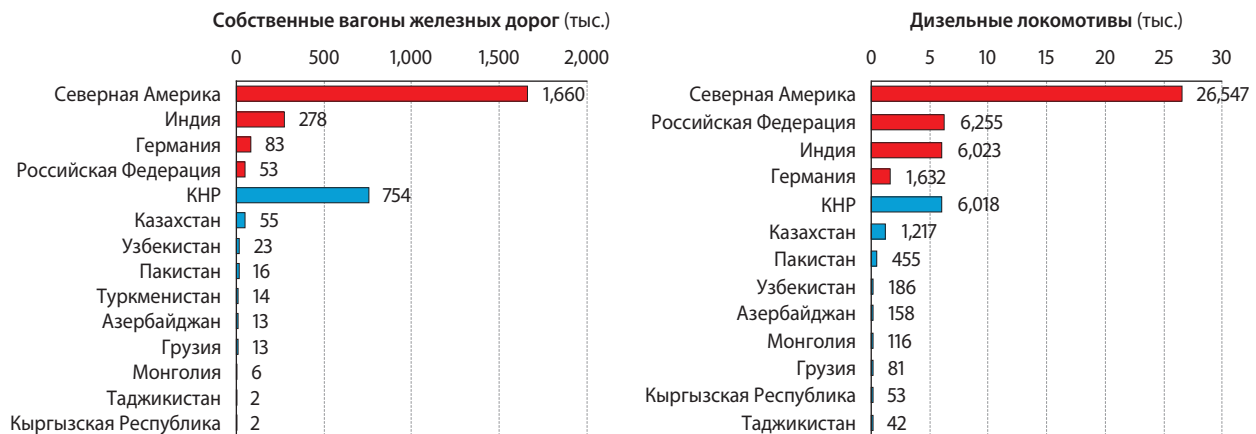 Собственные вагоны железных дорог (тыс.)
0 500 1,000 1,500 2,000
Северная Америка 1,660
Индия 278
Германия 83
Российская Федерация 53
КНР 754
Казахстан 55
Узбекистан 23
Пакистан 16
Туркменистан 14
Азербайджан 13
Грузия 13
Монголия 6
Таджикистан 2
Кыргызская Республика 2
Дизельные локомотивы (тыс.)
0 5 10 15 20 25 30
Северная Америка 26,547
Российская Федерация 6,255
Индия 6,023
Германия 1,632
КНР 6,018
Казахстан 1,217
Пакистан 455
Узбекистан 186
Азербайджан 158
Монголия 116
Грузия 81
Кыргызская Республика 53
Таджикистан 42